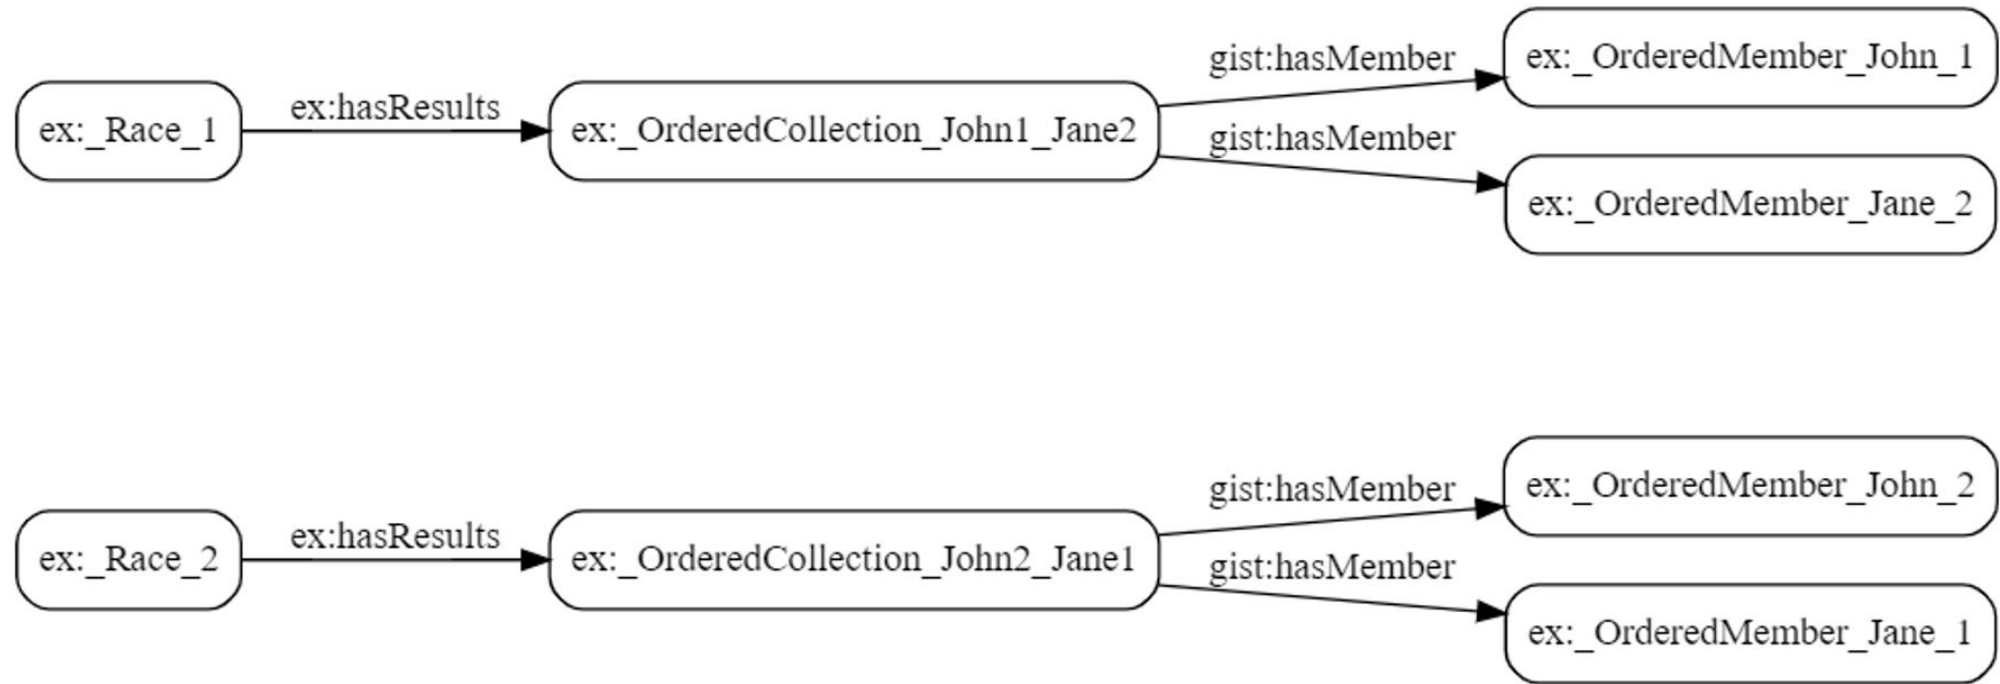 ex:_Race_1
ex:hasResults
ex:_OrderedCollection_John1_Jane2
gist:hasMember
ex:_OrderedMember_John_1
gist:hasMember
ex:_OrderedMember_Jane_2
ex:_Race_2
ex:hasResults
ex:_OrderedCollection_John2_Jane1
gist:hasMember
ex:_OrderedMember_John_2
gist:hasMember
ex:_OrderedMember_Jane_1